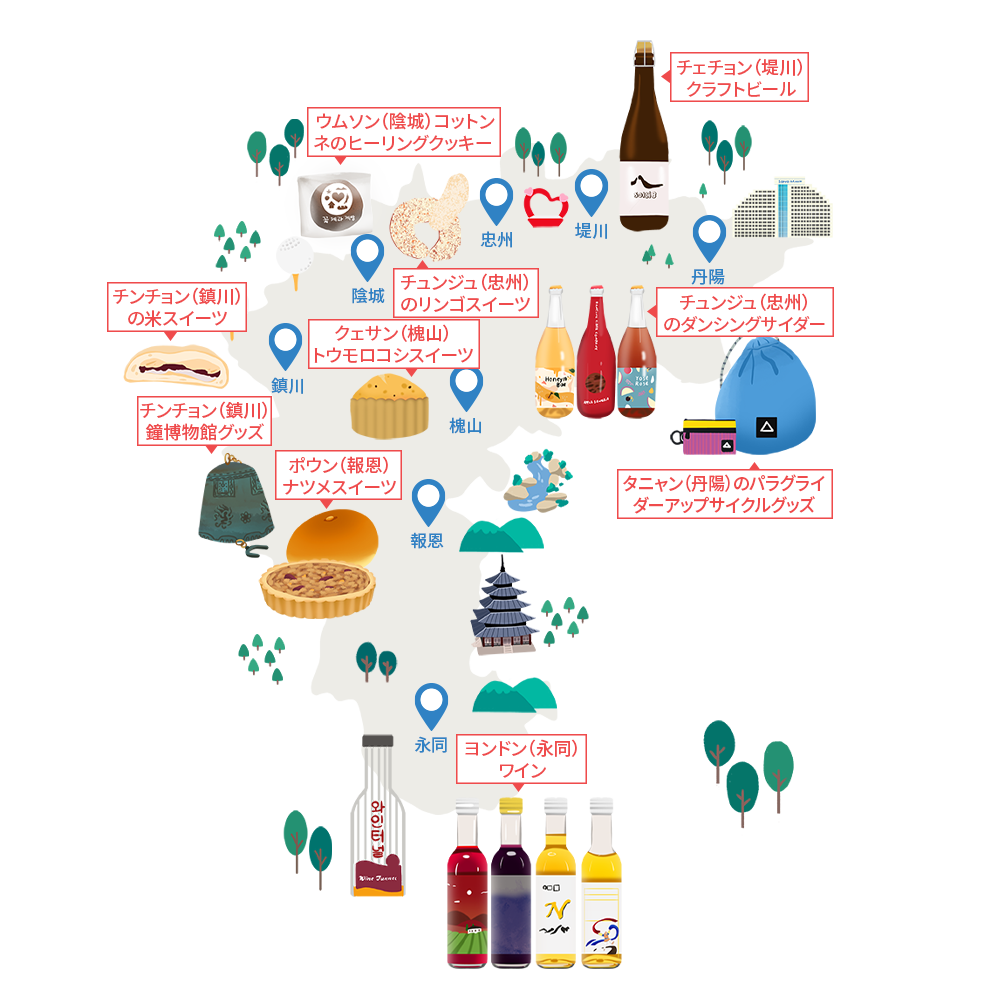 チェチョン（堤川）
クラフトビール
ウムソン（陰城）コットン
ネのヒーリングクッキー
忠州
堤川
丹陽
陰城
チュンジュ（忠州）
のリンゴスイーツ
チンチョン（鎮川）
の米スイーツ
チュンジュ（忠州）
のダンシングサイダー
クェサン（槐山）
トウモロコシスイーツ
鎮川
槐山
Honeyn
Yose
Rose
チンチョン（鎮川）
鐘博物館グッズ
ポウン（報恩）
ナツメスイーツ
タニャン（丹陽）のパラグライ
ダーアップサイクルグッズ
報恩
永同
ヨンドン（永同）
ワイン
와인터널
Wine Tunnel